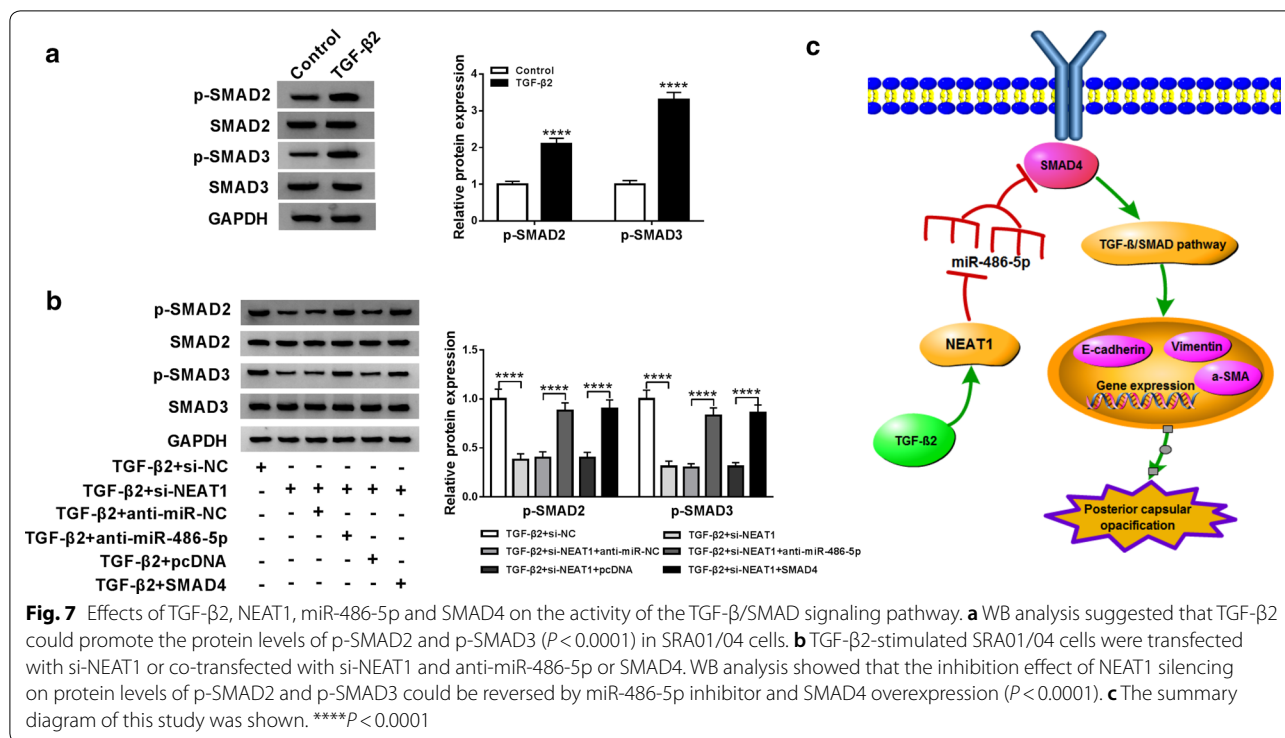 a
Control
TGF-β2
p-SMAD2
SMAD2
p-SMAD3
SMAD3
GAPDH
Relative protein expression
4
3
2
1
0
Control
TGF-β2
****
****
p-SMAD2
p-SMAD3
b
p-SMAD2
SMAD2
p-SMAD3
SMAD3
GAPDH
TGF-β2+si-NC + - - - - -
TGF-β2+si-NEAT1 - + + + + +
TGF-β2+anti-miR-NC - - + - - -
TGF-β2+anti-miR-486-5p - - - + - -
TGF-β2+pcDNA - - - - + -
TGF-β2+SMAD4 - - - - - +
Relative protein expression
1.5
1.0
0.5
0.0
**** **** **** **** **** ****
p-SMAD2
p-SMAD3
TGF-β2+si-NC
TGF-β2+si-NEAT1
TGF-β2+si-NEAT1+anti-miR-NC
TGF-β2+si-NEAT1+anti-miR-486-5p
TGF-β2+si-NEAT1+pcDNA
TGF-β2+si-NEAT1+SMAD4
c
SMAD4
TGF-ß/SMAD pathway
miR-486-5p
NEAT1
TGF-ß2
E-cadherin
Vimentin
a-SMA
Gene expression
Posterior capsular
opacification
Fig. 7 Effects of TGF-β2, NEAT1, miR-486-5p and SMAD4 on the activity of the TGF-β/SMAD signaling pathway. a WB analysis suggested that TGF-β2
could promote the protein levels of p-SMAD2 and p-SMAD3 (P < 0.0001) in SRA01/04 cells. b TGF-β2-stimulated SRA01/04 cells were transfected
with si-NEAT1 or co-transfected with si-NEAT1 and anti-miR-486-5p or SMAD4. WB analysis showed that the inhibition effect of NEAT1 silencing
on protein levels of p-SMAD2 and p-SMAD3 could be reversed by miR-486-5p inhibitor and SMAD4 overexpression (P < 0.0001). c The summary
diagram of this study was shown. ****P < 0.0001